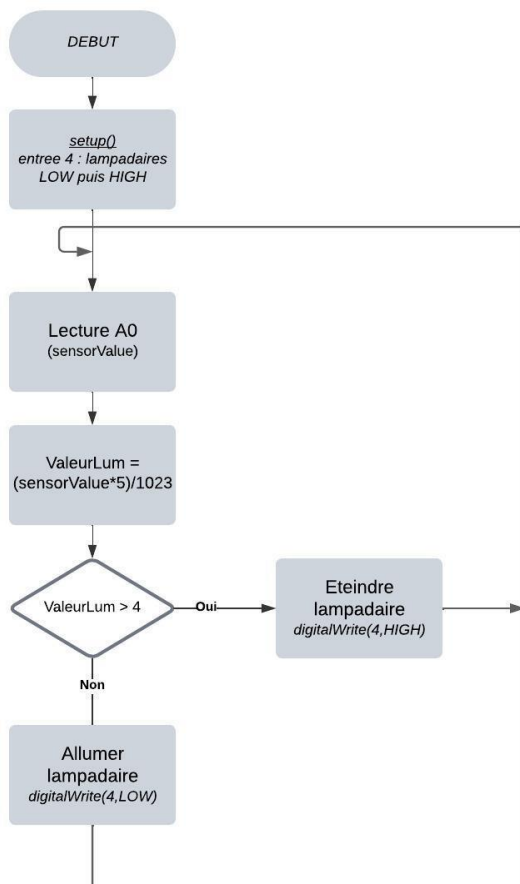 DEBUT
setup()
entree 4 : lampadaires
LOW puis HIGH
Lecture A0
(sensorValue)
ValeurLum =
(sensorValue*5)/1023
ValeurLum > 4
Oui
Eteindre
lampadaire
digitalWrite(4,HIGH)
Non
Allumer
lampadaire
digitalWrite(4,LOW)